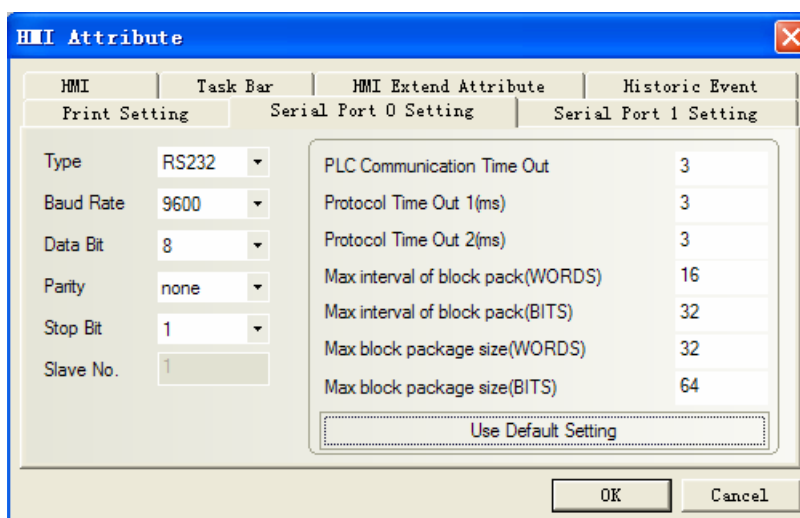 HMI Attribute
HMI Task Bar HMI Extend Attribute Historic Event
Print Setting Serial Port 0 Setting Serial Port 1 Setting
Type RS232
Baud Rate 9600
Data Bit 8
Parity none
Stop Bit 1
Slave No. 1
PLC Communication Time Out 3
Protocol Time Out 1(ms) 3
Protocol Time Out 2(ms) 3
Max interval of block pack(WORDS) 16
Max interval of block pack(BITS) 32
Max block package size(WORDS) 32
Max block package size(BITS) 64
Use Default Setting
OK Cancel